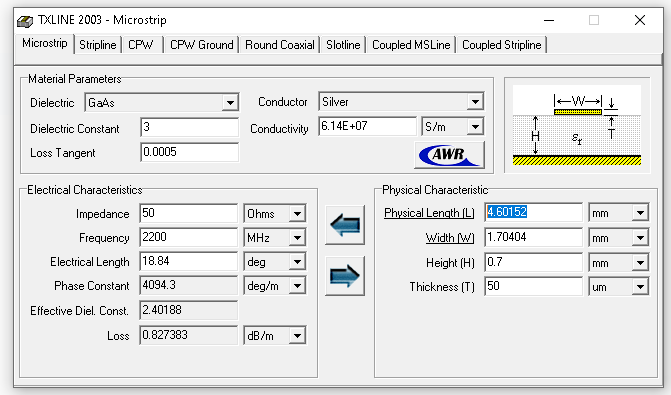 TXLINE 2003 - Microstrip
Microstrip Stripline CPW CPW Ground Round Coaxial Slotline Coupled MSLine Coupled Stripline
Material Parameters
Dielectric GaAs Conductor Silver
Dielectric Constant 3 Conductivity 6.14E+07 S/m
Loss Tangent 0.0005 AWR
W
H
εr
T
Electrical Characteristics
Impedance 50 Ohms
Frequency 2200 MHz
Electrical Length 18.84 deg
Phase Constant 4094.3 deg/m
Effective Diel. Const. 2.40188
Loss 0.827383 dB/m
Physical Characteristic
Physical Length (L) 4.60152 mm
Width (W) 1.70404 mm
Height (H) 0.7 mm
Thickness (T) 50 um